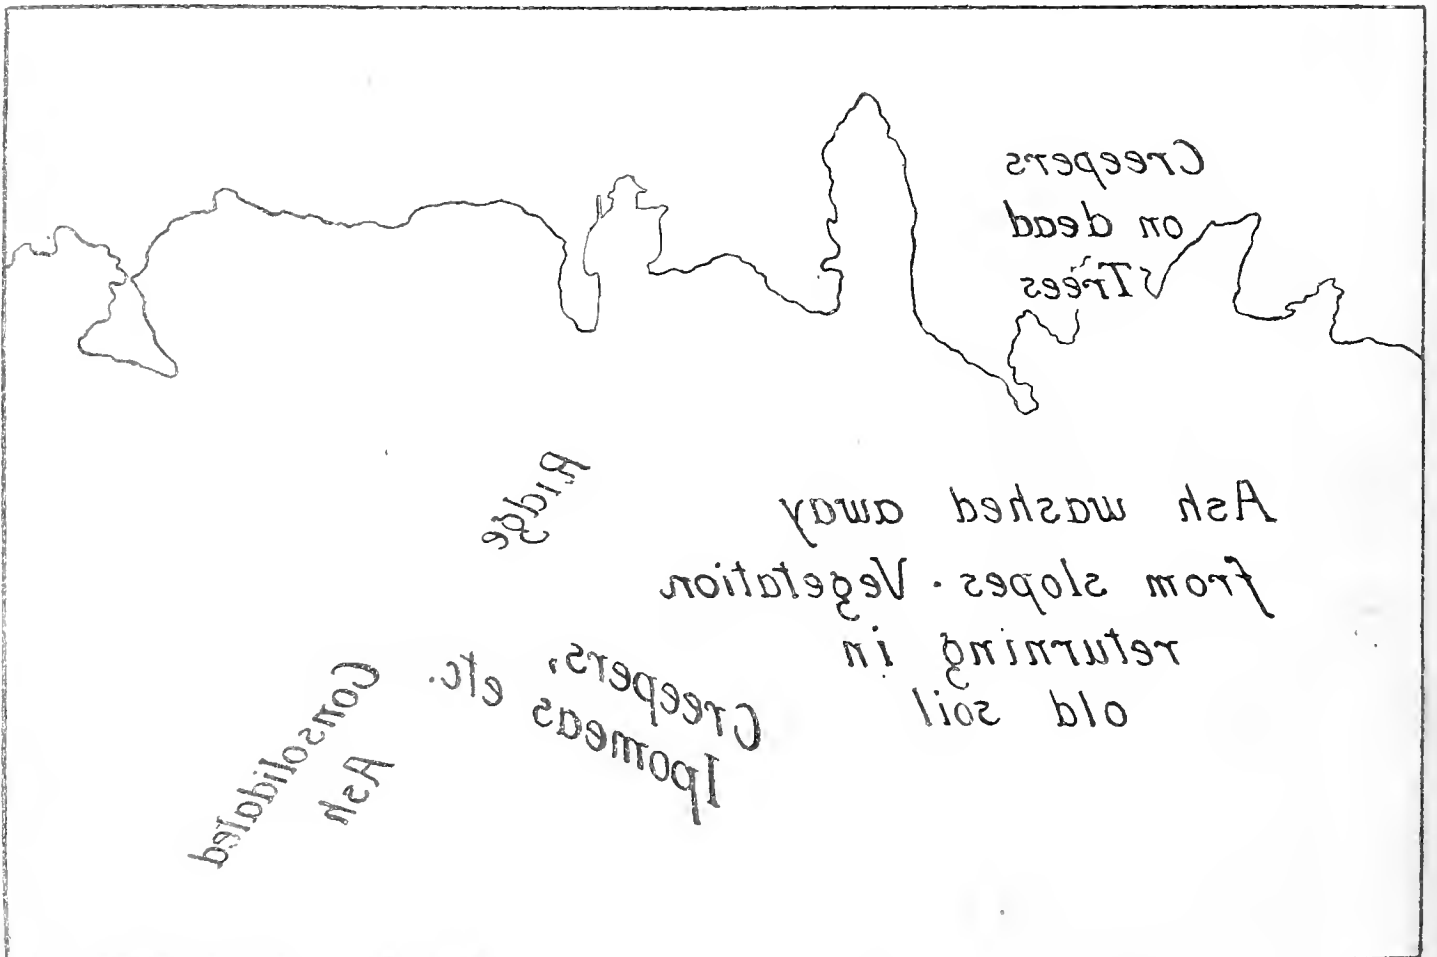 Creepers
on dead
Trees
Ridge
Ash washed away
from slopes. Vegetation
returning in
old soil
Creepers,
Ipomeas etc.
Consolidated
Ash